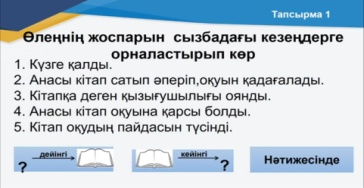 Тапсырма 1
Өлеңнің жоспарын сызбадағы кезеңдерге
орналастырып көр
1. Күзге қалды.
2. Анасы кітап сатып әперіп,оқуын қадағалады.
3. Кітапқа деген қызығушылығы оянды.
4. Анасы кітап оқуына қарсы болды.
5. Кітап оқудың пайдасын түсінді.
дейінгі
?
кейінгі
?
Нәтижесінде